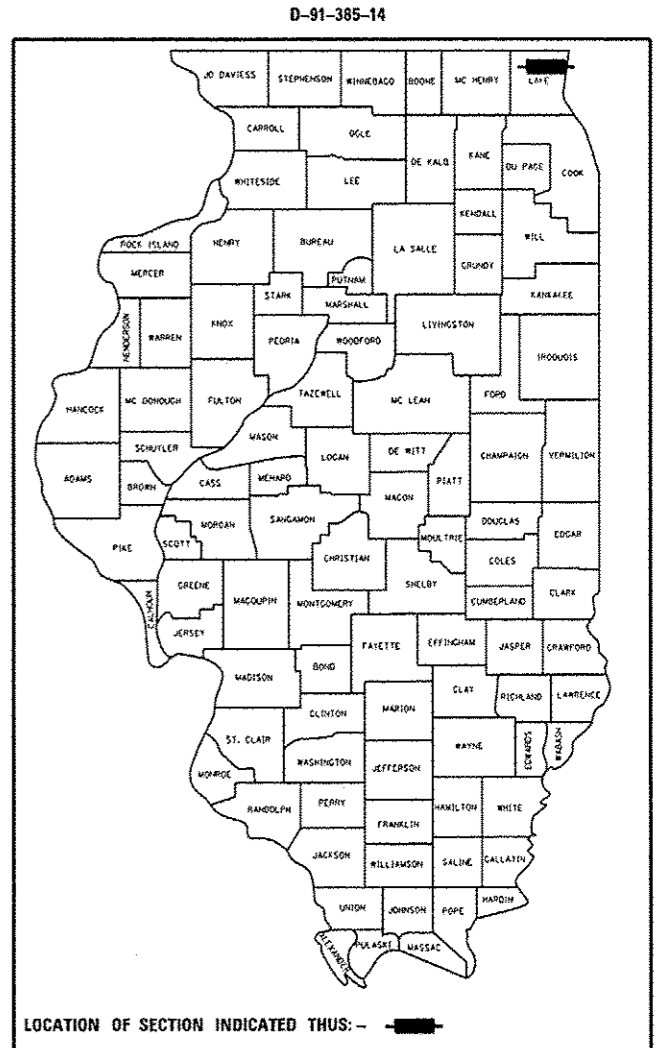 D-91-385-14
JO DAVIESS STEPHENSON WINNEBAGO BOONE MC HENRY LAKE
CARROLL OGLE
DE KALB KANE DU PAGE COOK
WHITESIDE LEE
KENDALL
ROCK ISLAND HENRY BUREAU LA SALLE GRUNDY WILL
MERCER PUTNAM
STARK MARSHALL KANKAKEE
HENDERSON WARREN KNOX LIVINGSTON
PEORIA WOODFORD IROQUOIS
HANCOCK MC DONOUGH FULTON TAZEWELL MC LEAN FORD
MASON
SCHUYLER LOGAN DE WITT CHAMPAIGN VERMILION
ADAMS BROWN CASS MENARD PIATT
MACON
PIKE SCOTT MORGAN SANGAMON MOULTRIE DOUGLAS EDGAR
CHRISTIAN COLES
GREENE SHELBY
CALHOUN MACOUPIN MONTGOMERY CUMBERLAND CLARK
JERSEY
FAYETTE EFFINGHAM JASPER CRAWFORD
MADISON BOND
CLAY RICHLAND LAWRENCE
CLINTON MARION
ST. CLAIR WAYNE EDWARDS WABASH
WASHINGTON JEFFERSON
MONROE
RANDOLPH PERRY HAMILTON WHITE
FRANKLIN
JACKSON WILLIAMSON SALINE GALLATIN
UNION JOHNSON POPE HARDIN
ALEXANDER PULASKI MASSAC
LOCATION OF SECTION INDICATED THUS: -